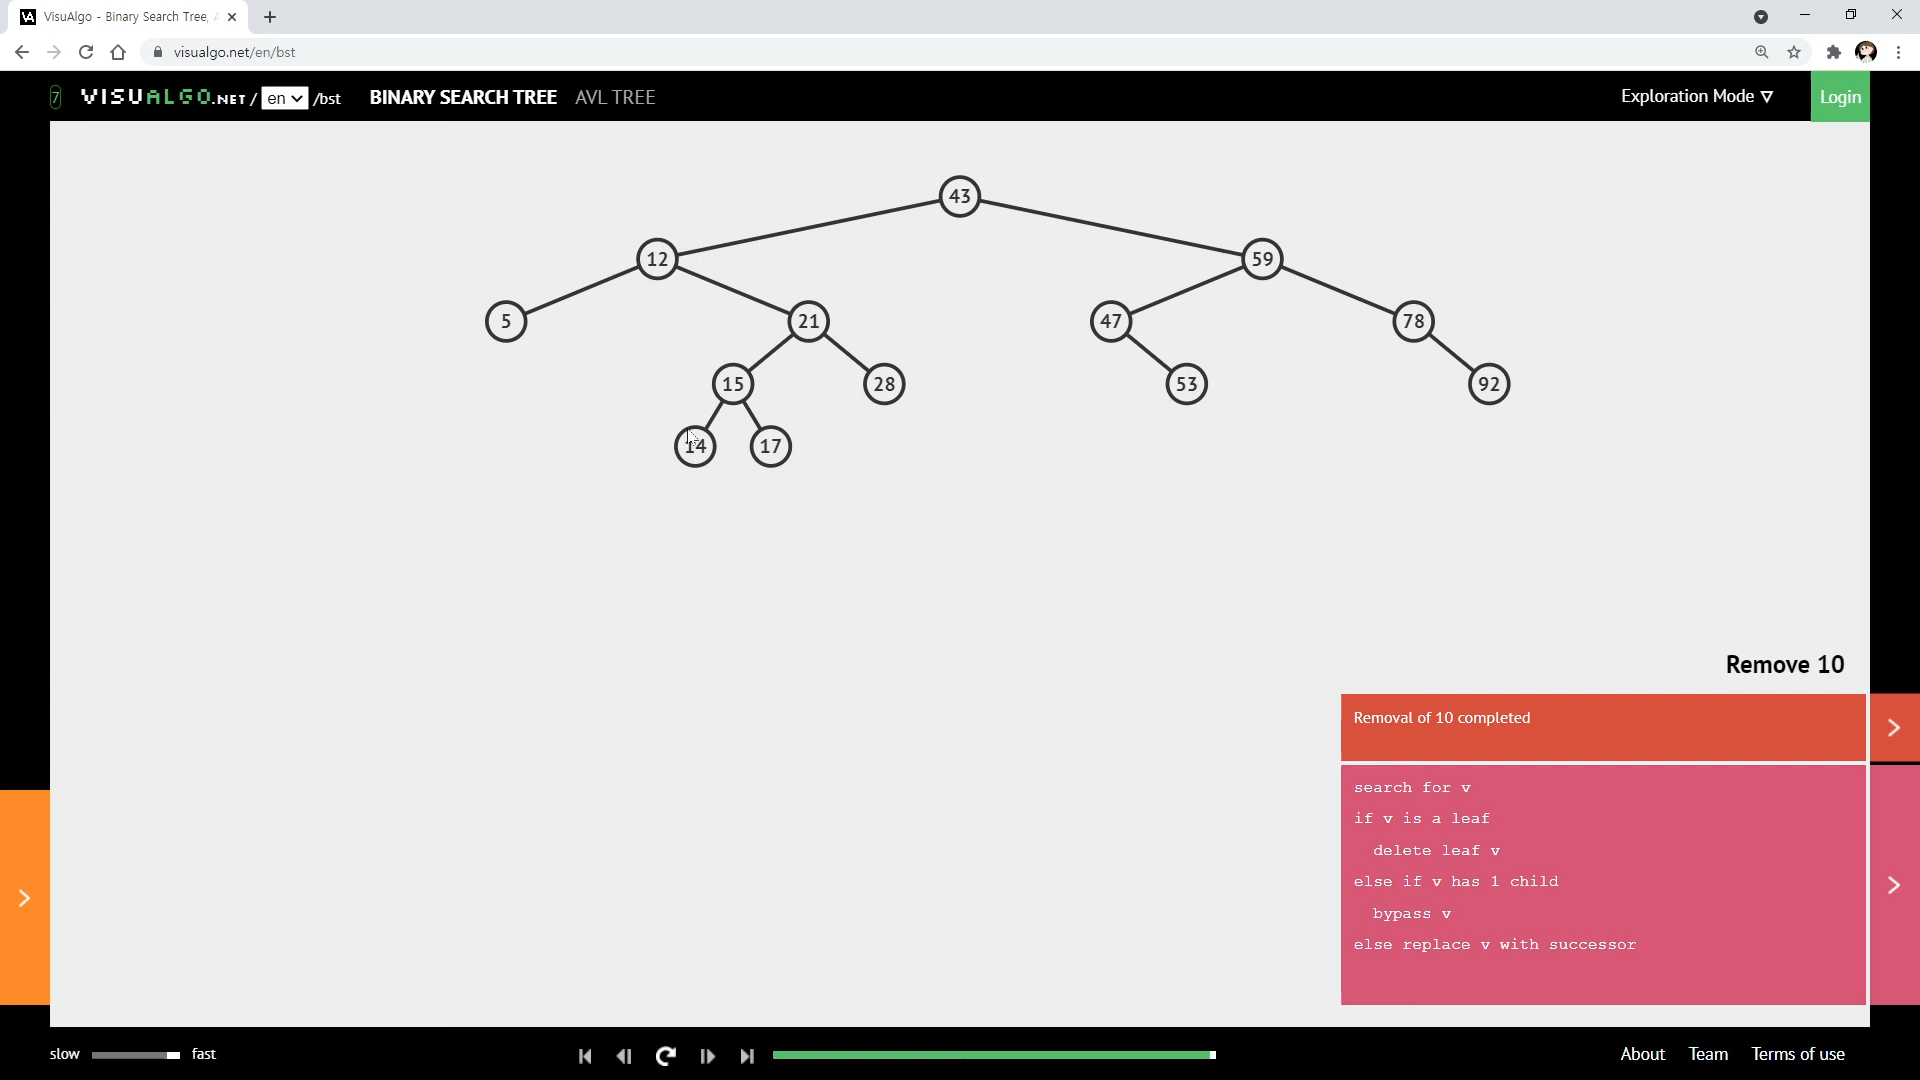 VisuAlgo - Binary Search Tree, A
visualgo.net/en/bst
7 VISUALGO.NET / en /bst BINARY SEARCH TREE AVL TREE Exploration Mode ▽ Login
43
12 59
5 21 47 78
15 28 53 92
14 17
Remove 10
Removal of 10 completed
search for v
if v is a leaf
delete leaf v
else if v has 1 child
bypass v
else replace v with successor
slow fast About Team Terms of use